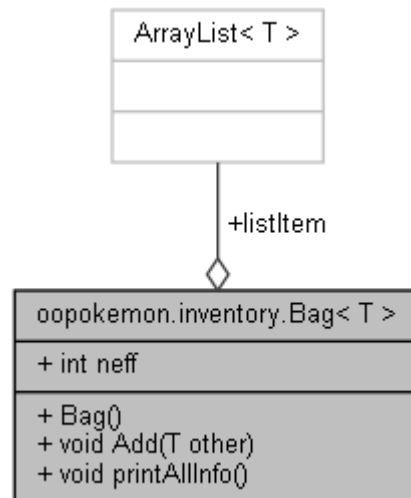 ArrayList< T >
+listItem
oopokemon.inventory.Bag< T >
+ int neff
+ Bag()
+ void Add(T other)
+ void printAllInfo()